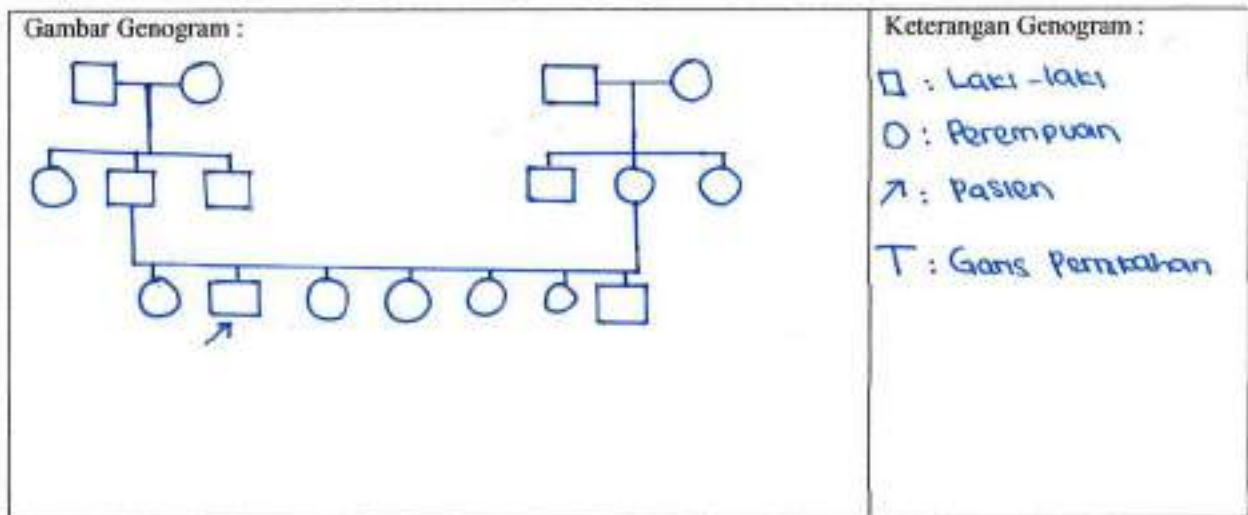 Gambar Genogram :
Keterangan Genogram :
□ : Laki-laki
○ : Perempuan
↗ : Pasien
T : Garis Pernikahan